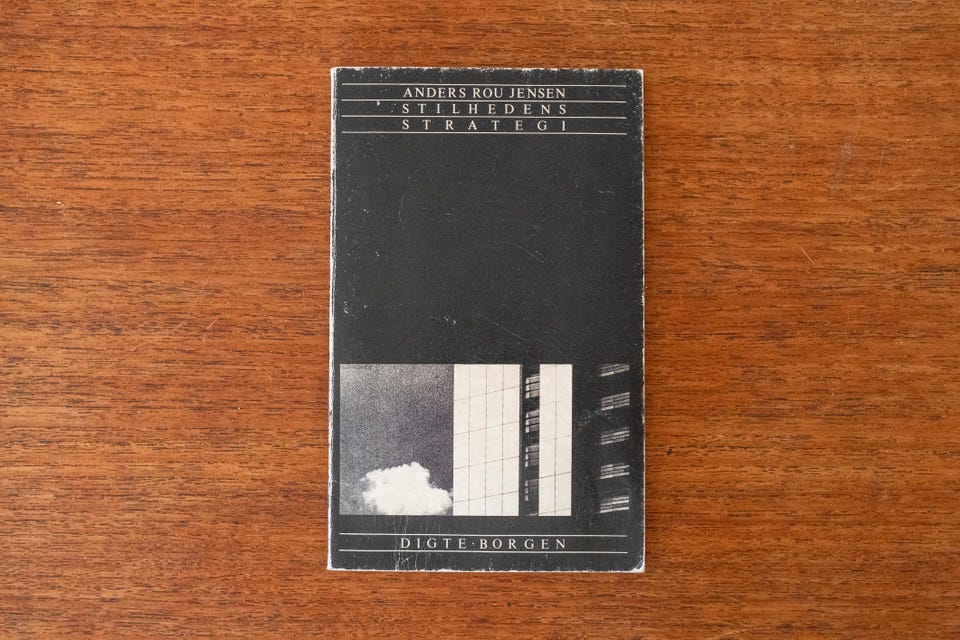 ANDERS ROU JENSEN
STILHEDENS
STRATEGI
DIGTE·BORGEN